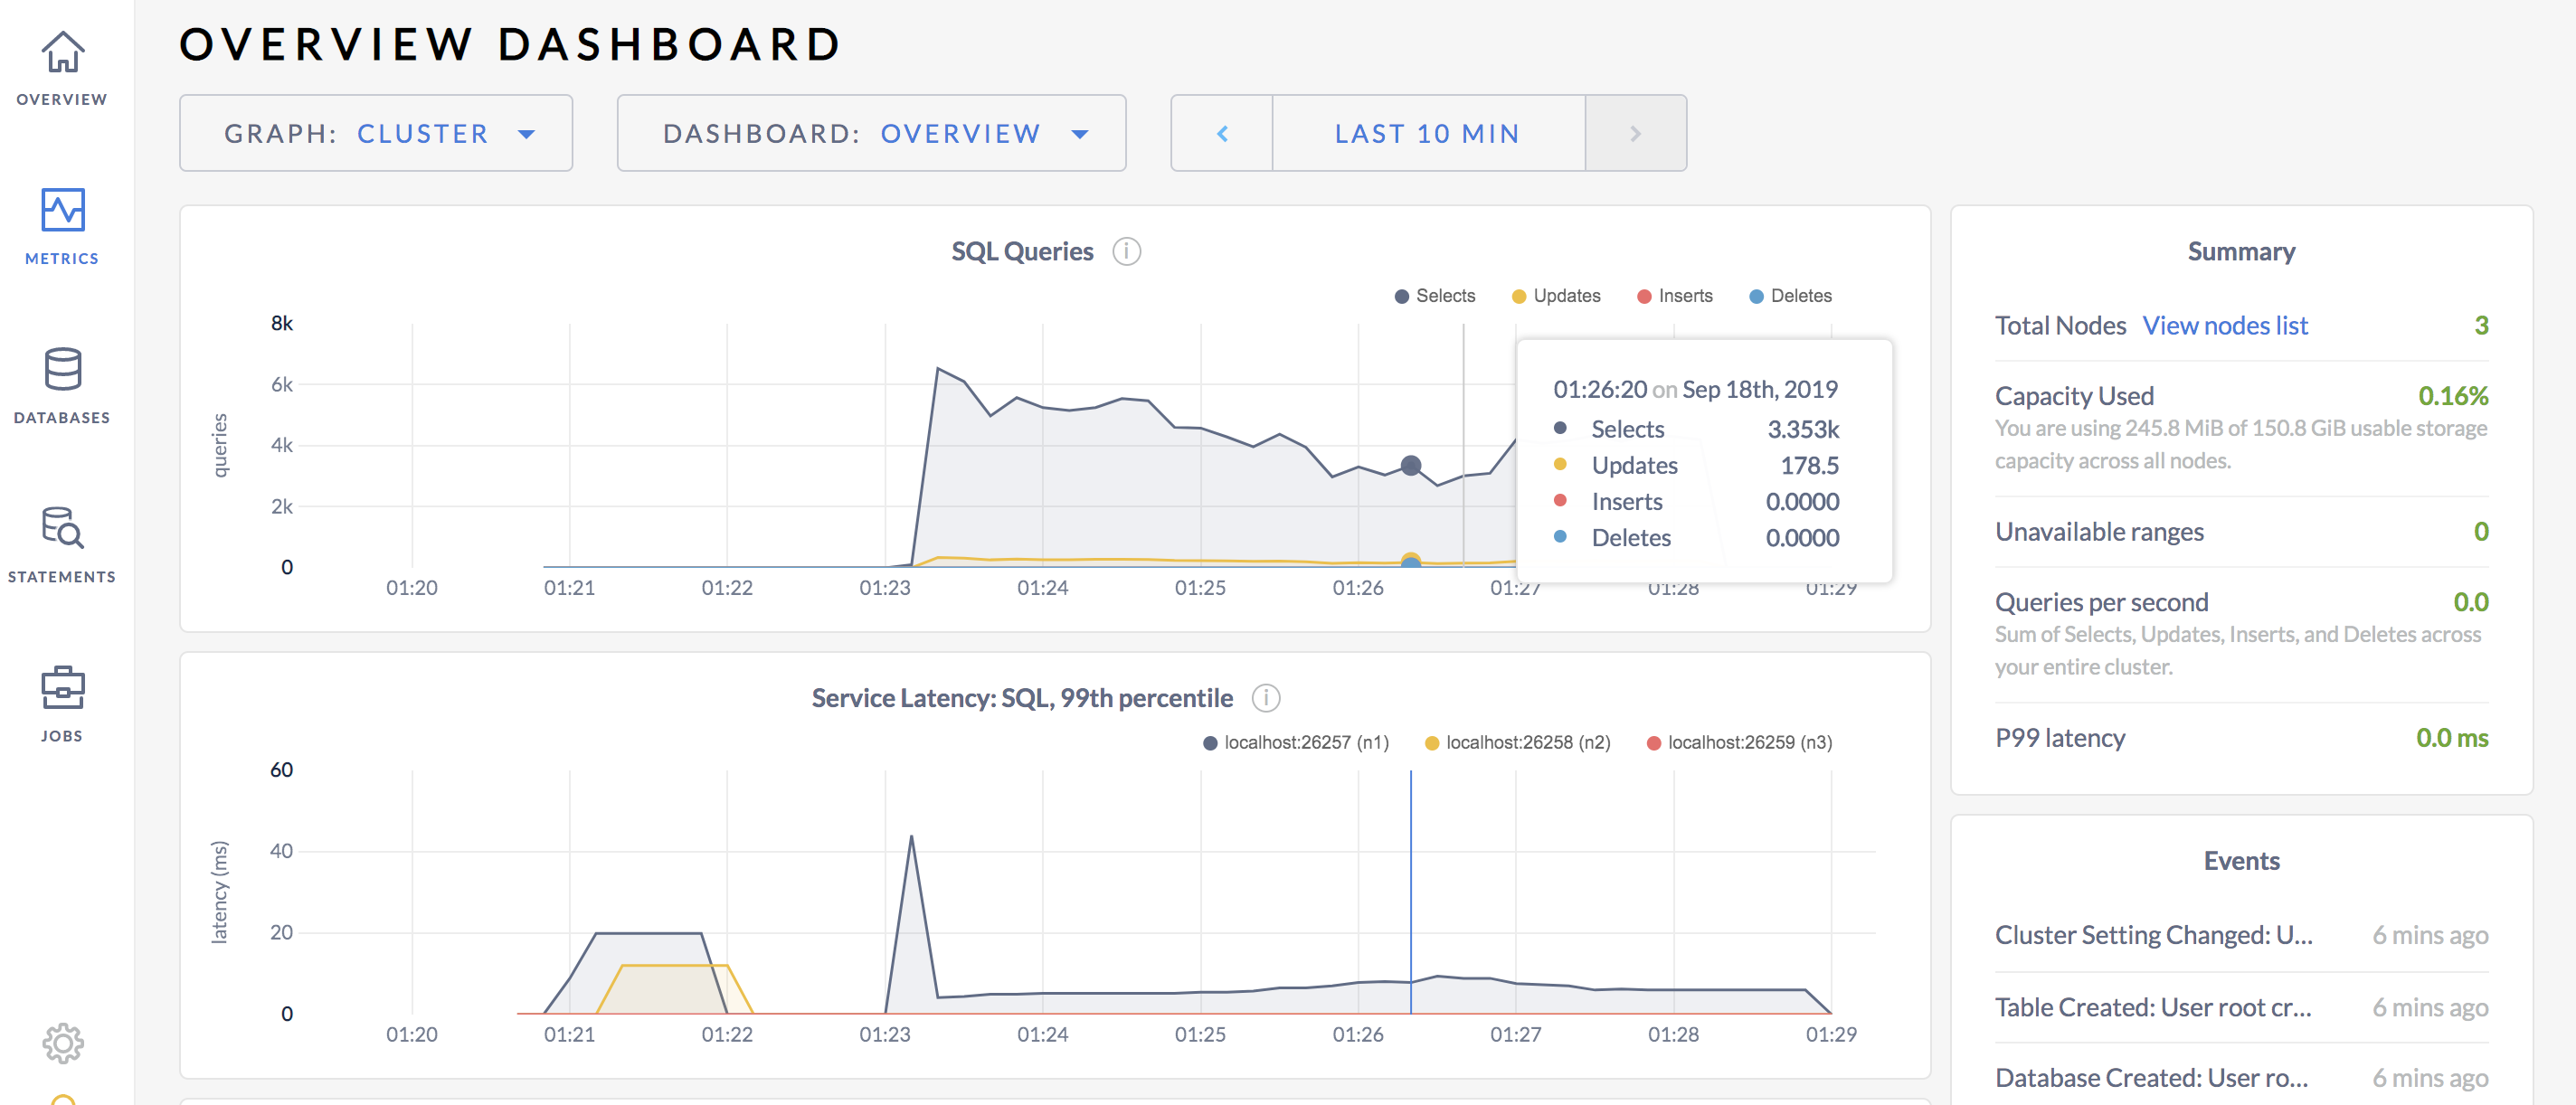 OVERVIEW
METRICS
DATABASES
STATEMENTS
JOBS
OVERVIEW DASHBOARD
GRAPH: CLUSTER
DASHBOARD: OVERVIEW
LAST 10 MIN
SQL Queries
Selects Updates Inserts Deletes
queries
8k
6k
4k
2k
0
01:20 01:21 01:22 01:23 01:24 01:25 01:26 01:27 01:28 01:29
01:26:20 on Sep 18th, 2019
Selects 3.353k
Updates 178.5
Inserts 0.0000
Deletes 0.0000
Service Latency: SQL, 99th percentile
localhost:26257 (n1) localhost:26258 (n2) localhost:26259 (n3)
latency (ms)
60
40
20
0
01:20 01:21 01:22 01:23 01:24 01:25 01:26 01:27 01:28 01:29
Summary
Total Nodes View nodes list 3
Capacity Used 0.16%
You are using 245.8 MiB of 150.8 GiB usable storage
capacity across all nodes.
Unavailable ranges 0
Queries per second 0.0
Sum of Selects, Updates, Inserts, and Deletes across
your entire cluster.
P99 latency 0.0 ms
Events
Cluster Setting Changed: U... 6 mins ago
Table Created: User root cr... 6 mins ago
Database Created: User ro... 6 mins ago